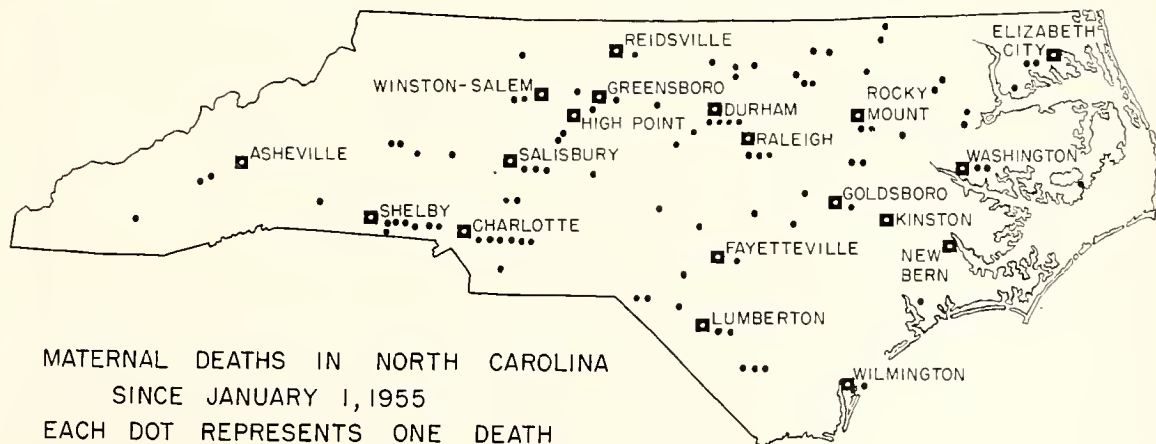 REIDSVILLE
ELIZABETH
CITY
WINSTON-SALEM
GREENSBORO
ROCKY
MOUNT
DURHAM
HIGH POINT
RALEIGH
ASHEVILLE
SALISBURY
WASHINGTON
GOLDSBORO
SHELBY
CHARLOTTE
KINSTON
FAYETTEVILLE
NEW
BERN
LUMBERTON
WILMINGTON
MATERNAL DEATHS IN NORTH CAROLINA
SINCE JANUARY 1, 1955
EACH DOT REPRESENTS ONE DEATH